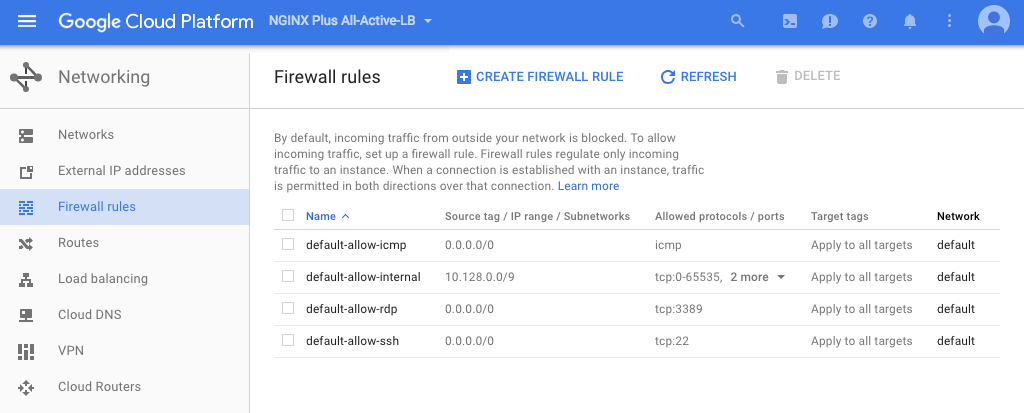 Google Cloud Platform NGINX Plus All-Active-LB
Networking
Firewall rules CREATE FIREWALL RULE REFRESH DELETE
Networks
External IP addresses
Firewall rules
Routes
Load balancing
Cloud DNS
VPN
Cloud Routers
By default, incoming traffic from outside your network is blocked. To allow
incoming traffic, set up a firewall rule. Firewall rules regulate only incoming
traffic to an instance. When a connection is established with an instance, traffic
is permitted in both directions over that connection. Learn more
Name Source tag / IP range / Subnetworks Allowed protocols / ports Target tags Network
default-allow-icmp 0.0.0.0/0 icmp Apply to all targets default
default-allow-internal 10.128.0.0/9 tcp:0-65535, 2 more Apply to all targets default
default-allow-rdp 0.0.0.0/0 tcp:3389 Apply to all targets default
default-allow-ssh 0.0.0.0/0 tcp:22 Apply to all targets default